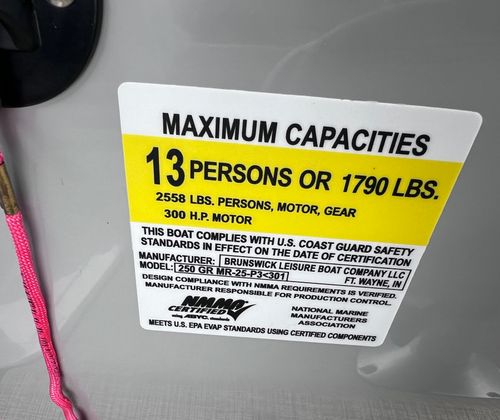 MAXIMUM CAPACITIES
13 PERSONS OR 1790 LBS.
2558 LBS. PERSONS, MOTOR, GEAR
300 H.P. MOTOR
THIS BOAT COMPLIES WITH U.S. COAST GUARD SAFETY
STANDARDS IN EFFECT ON THE DATE OF CERTIFICATION
MANUFACTURER: BRUNSWICK LEISURE BOAT COMPANY LLC
MODEL: 250 GR MR-25-P3<301] FT. WAYNE, IN
DESIGN COMPLIANCE WITH NMMA REQUIREMENTS IS VERIFIED.
MANUFACTURER RESPONSIBLE FOR PRODUCTION CONTROL.
NMMA
CERTIFIED
using ABYC. standards
NATIONAL MARINE
MANUFACTURERS
ASSOCIATION
MEETS U.S. EPA EVAP STANDARDS USING CERTIFIED COMPONENTS